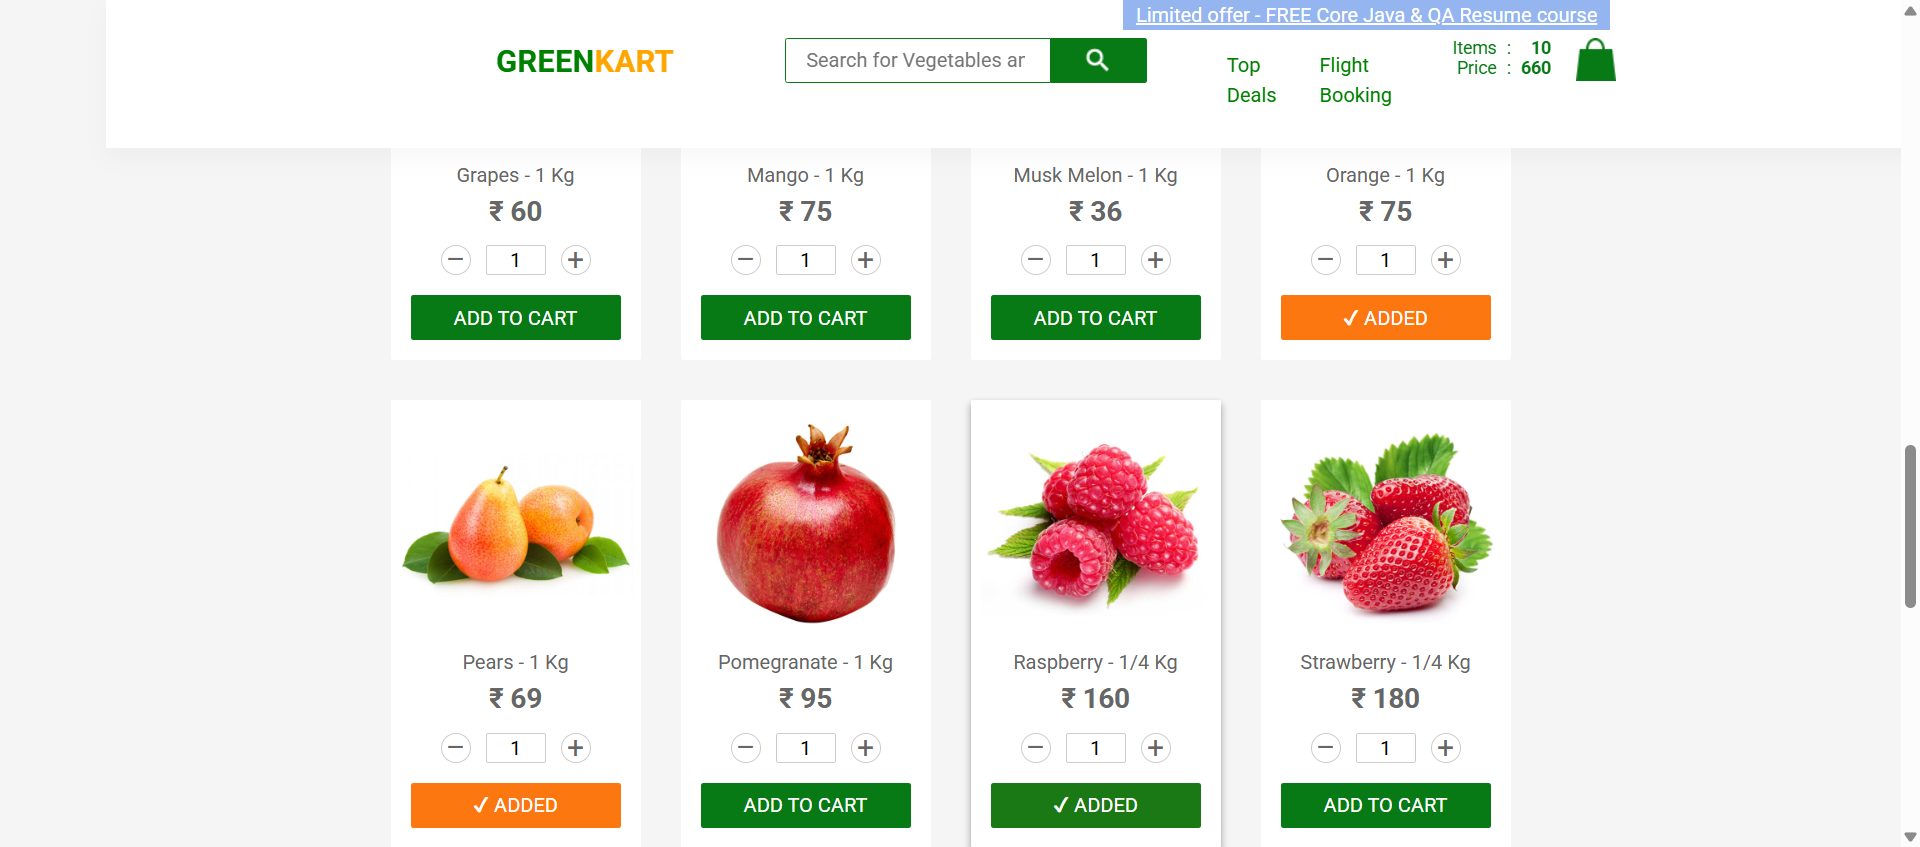 Limited offer - FREE Core Java & QA Resume course
GREENKART
Search for Vegetables ar
Top Deals
Flight Booking
Items : 10
Price : 660
Grapes - 1 Kg
₹ 60
− 1 +
ADD TO CART
Mango - 1 Kg
₹ 75
− 1 +
ADD TO CART
Musk Melon - 1 Kg
₹ 36
− 1 +
ADD TO CART
Orange - 1 Kg
₹ 75
− 1 +
✓ ADDED
Pears - 1 Kg
₹ 69
− 1 +
✓ ADDED
Pomegranate - 1 Kg
₹ 95
− 1 +
ADD TO CART
Raspberry - 1/4 Kg
₹ 160
− 1 +
✓ ADDED
Strawberry - 1/4 Kg
₹ 180
− 1 +
ADD TO CART